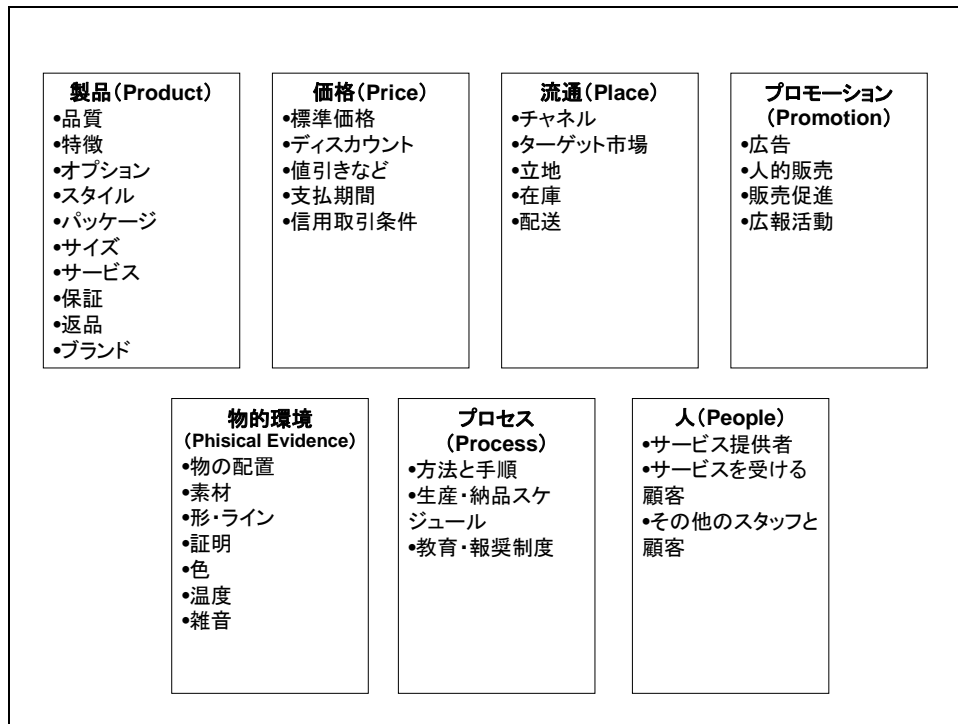 製品(Product)
•品質
•特徴
•オプション
•スタイル
•パッケージ
•サイズ
•サービス
•保証
•返品
•ブランド
価格(Price)
•標準価格
•ディスカウント
•値引きなど
•支払期間
•信用取引条件
流通(Place)
•チャネル
•ターゲット市場
•立地
•在庫
•配送
プロモーション
(Promotion)
•広告
•人的販売
•販売促進
•広報活動
物的環境
(Phisical Evidence)
•物の配置
•素材
•形・ライン
•証明
•色
•温度
•雑音
プロセス
(Process)
•方法と手順
•生産・納品スケ
ジュール
•教育・報奨制度
人(People)
•サービス提供者
•サービスを受ける
顧客
•その他のスタッフと
顧客